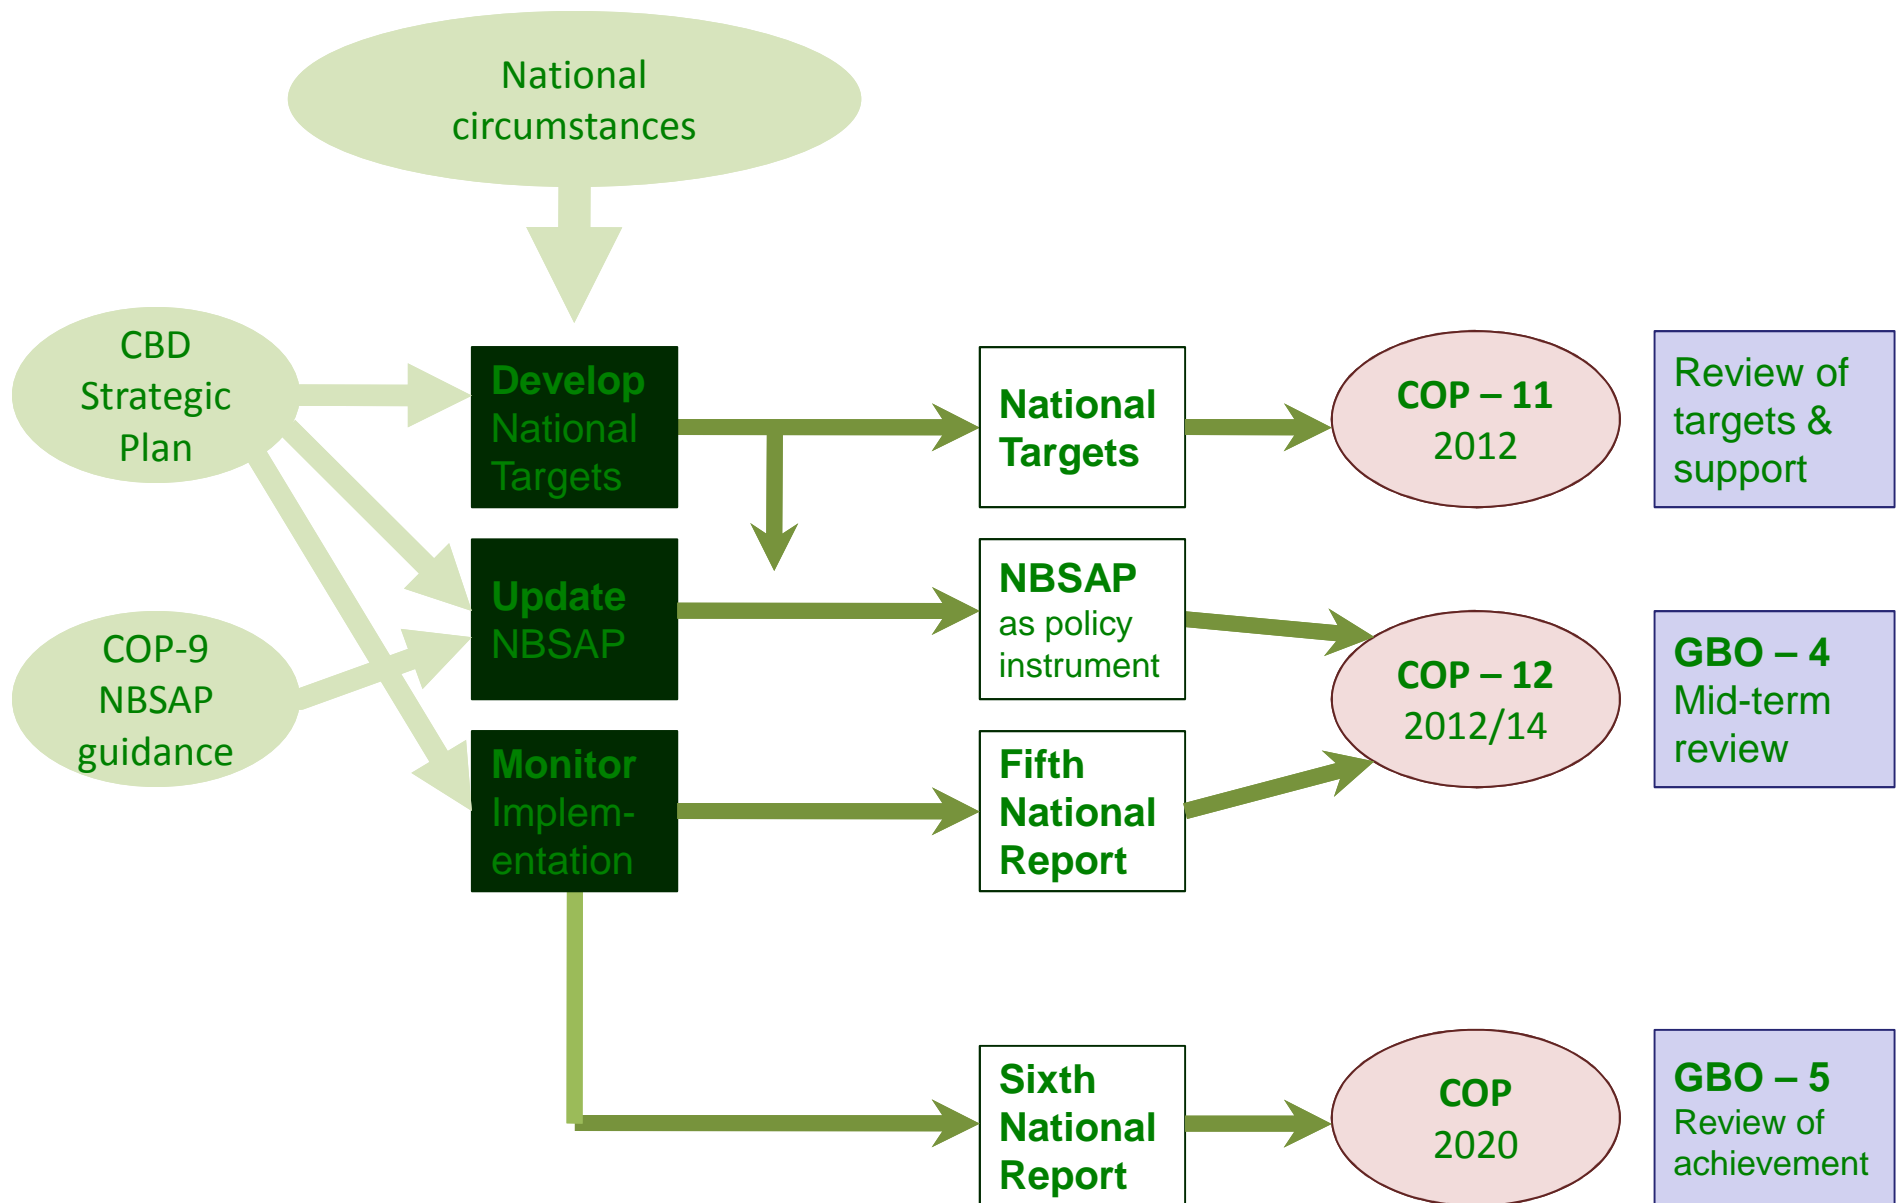 National
circumstances
CBD
Strategic
Plan
Develop
National
Targets
National
Targets
COP – 11
2012
Review of
targets &
support
Update
NBSAP
NBSAP
as policy
instrument
COP-9
NBSAP
guidance
COP – 12
2012/14
GBO – 4
Mid-term
review
Monitor
Implem-
entation
Fifth
National
Report
Sixth
National
Report
COP
2020
GBO – 5
Review of
achievement